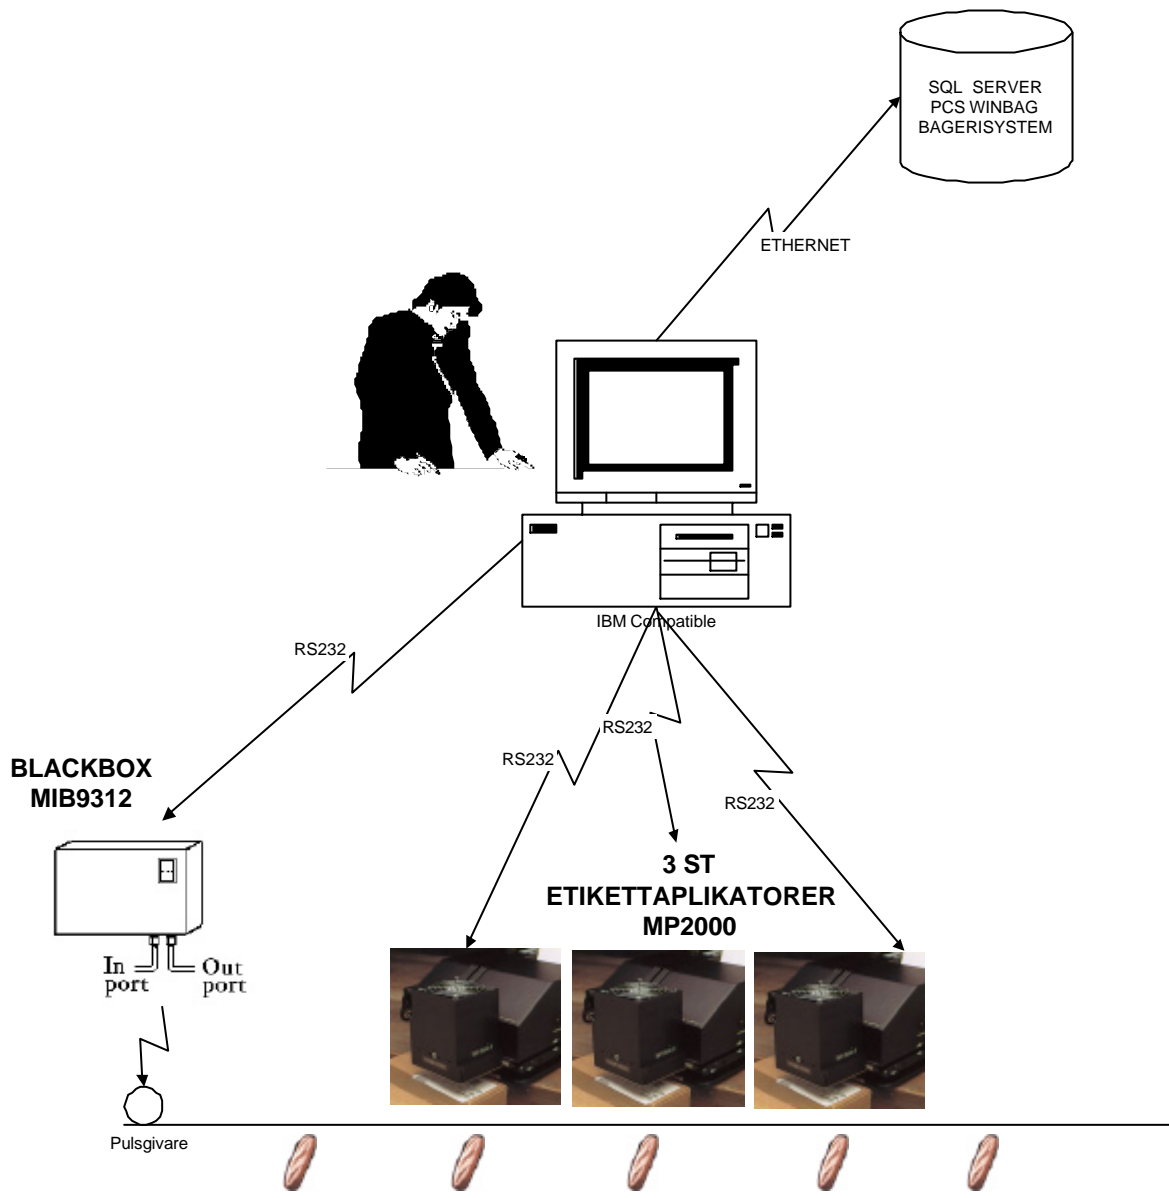 SQL SERVER
PCS WINBAG
BAGERISYSTEM
ETHERNET
IBM Compatible
RS232
RS232
RS232
RS232
BLACKBOX
MIB9312
3 ST
ETIKETTAPLIKATORER
MP2000
In
port
Out
port
Pulsgivare